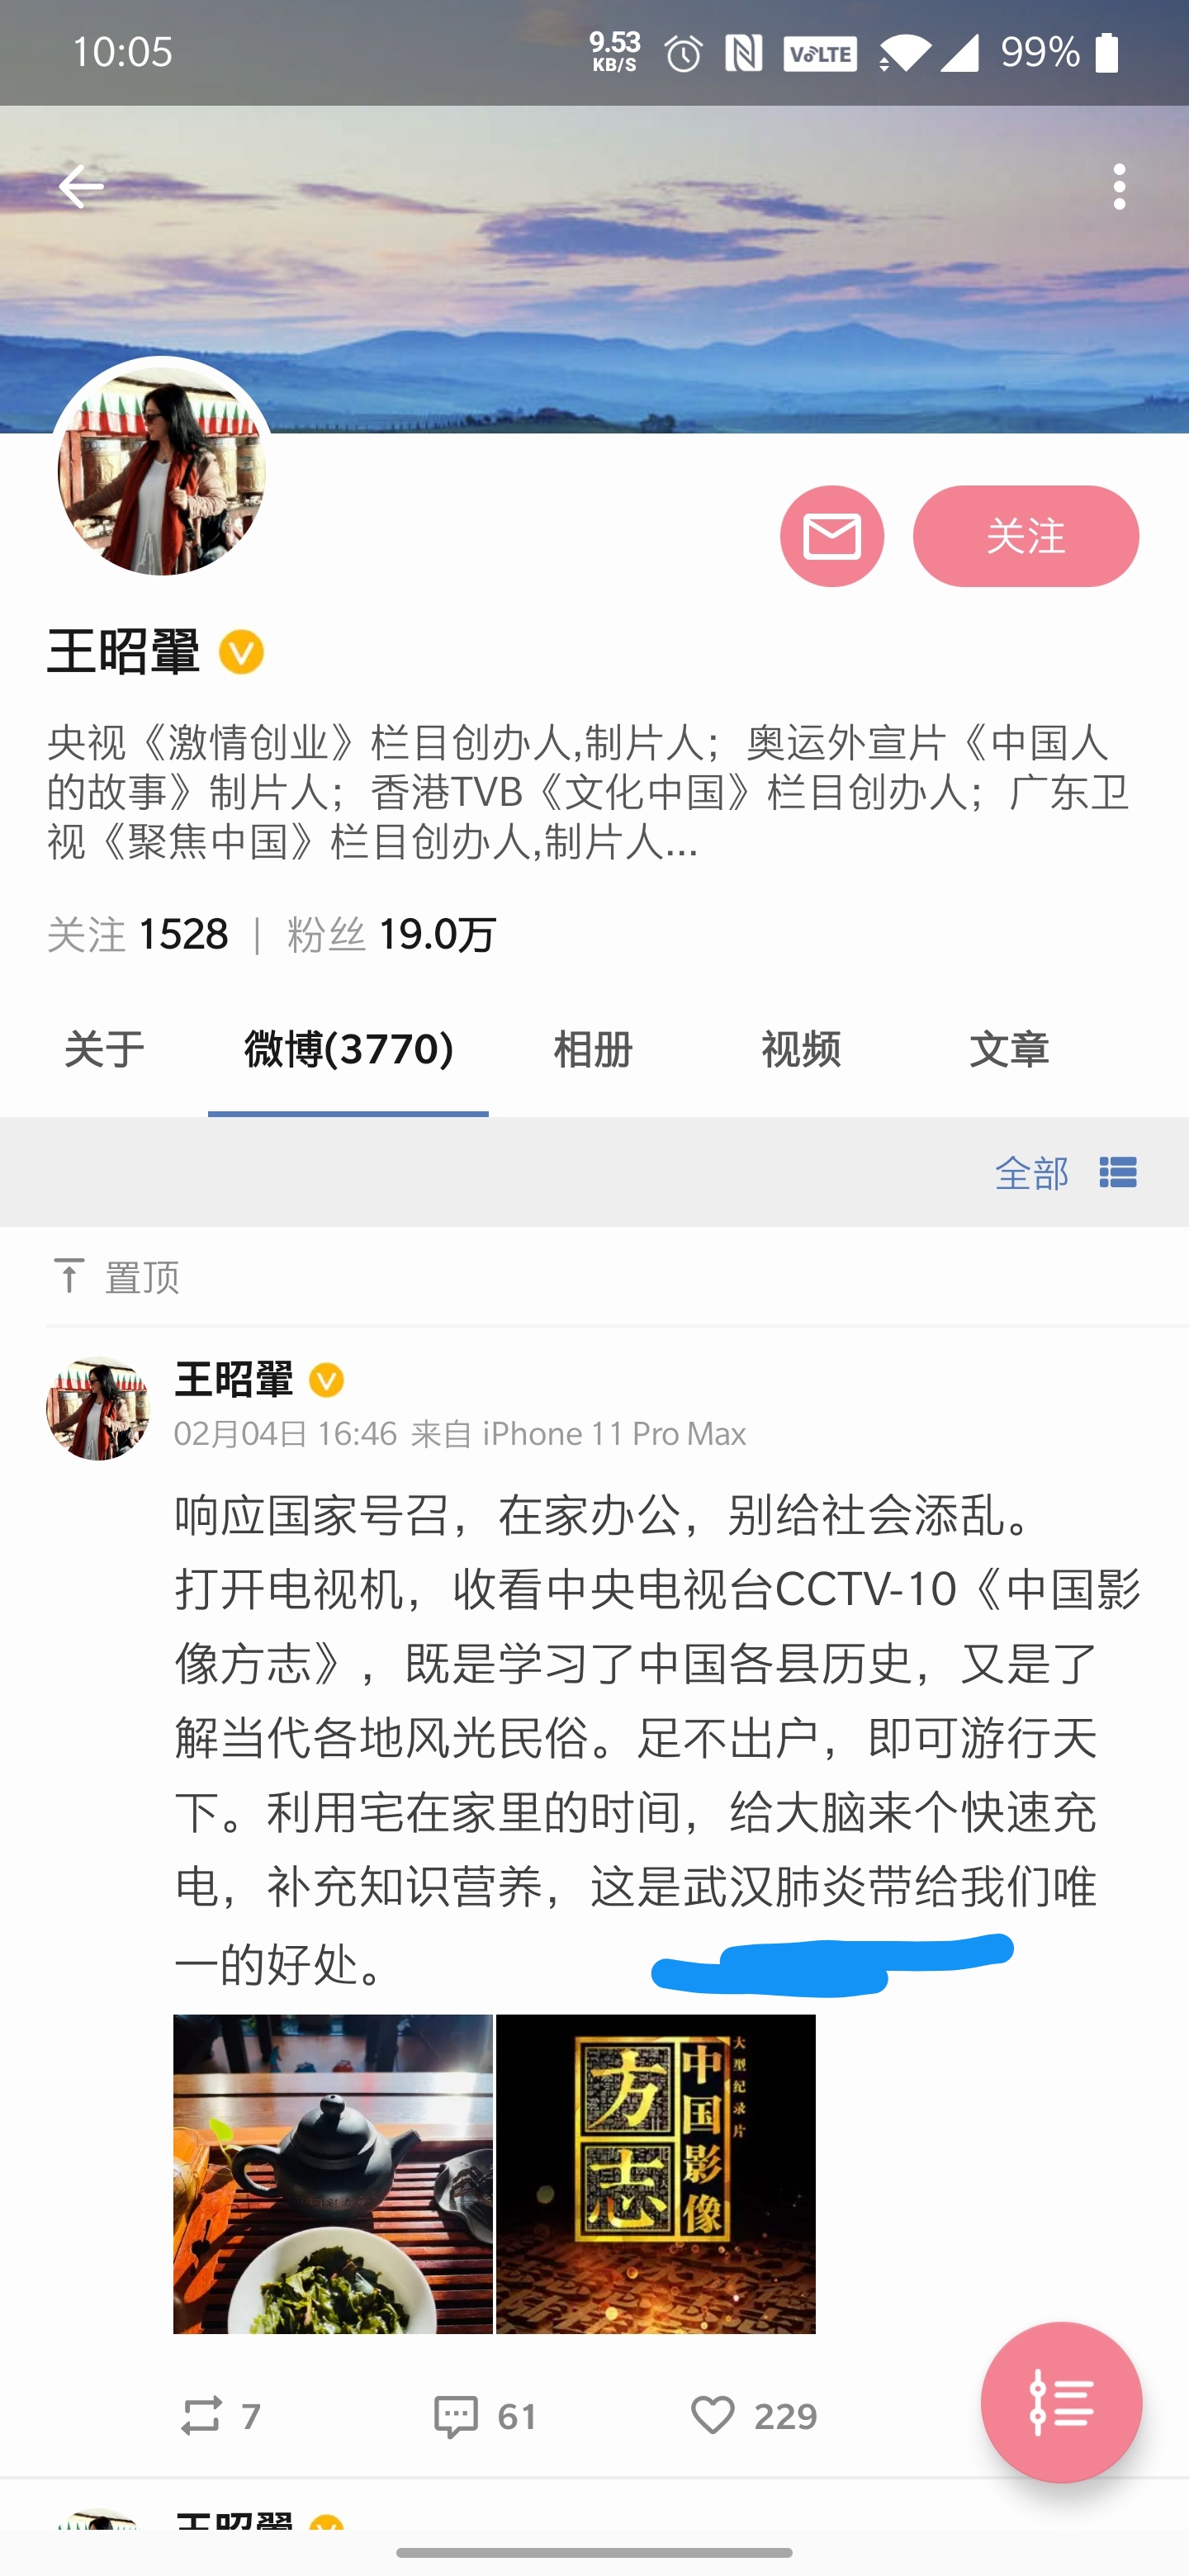 10:05
9.53 KB/S VoLTE 99%
关注
王昭翬
央视《激情创业》栏目创办人,制片人；奥运外宣片《中国人
的故事》制片人；香港TVB《文化中国》栏目创办人；广东卫
视《聚焦中国》栏目创办人,制片人...
关注 1528 | 粉丝 19.0万
关于 微博(3770) 相册 视频 文章
全部
置顶
王昭翬
02月04日 16:46 来自 iPhone 11 Pro Max
响应国家号召，在家办公，别给社会添乱。
打开电视机，收看中央电视台CCTV-10《中国影
像方志》，既是学习了中国各县历史，又是了
解当代各地风光民俗。足不出户，即可游行天
下。利用宅在家里的时间，给大脑来个快速充
电，补充知识营养，这是武汉肺炎带给我们唯
一的好处。
大型纪录片
中国影像
方志
7 61 229
王昭翬